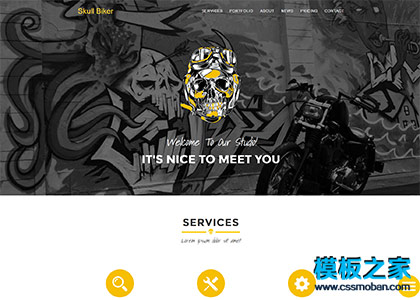 Skull Biker
SERVICES PORTFOLIO ABOUT NEWS PRICING CONTACT
Welcome To Our Studio!
IT'S NICE TO MEET YOU
SERVICES
Lorem ipsum dolor sit amet
模板之家
www.cssmoban.com